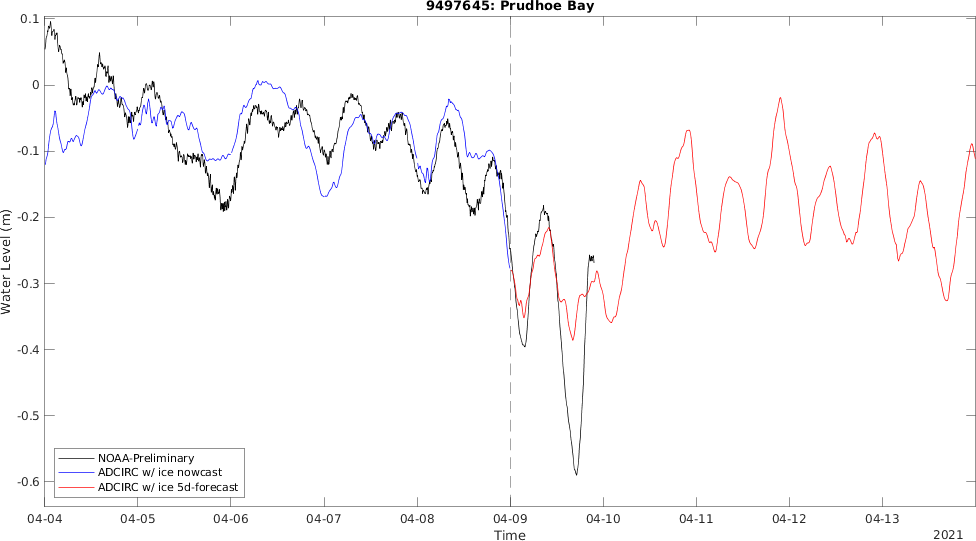 9497645: Prudhoe Bay
0.1
0
-0.1
-0.2
-0.3
-0.4
-0.5
-0.6
Water Level (m)
NOAA-Preliminary
ADCIRC w/ ice nowcast
ADCIRC w/ ice 5d-forecast
04-04 04-05 04-06 04-07 04-08 04-09 04-10 04-11 04-12 04-13
Time
2021